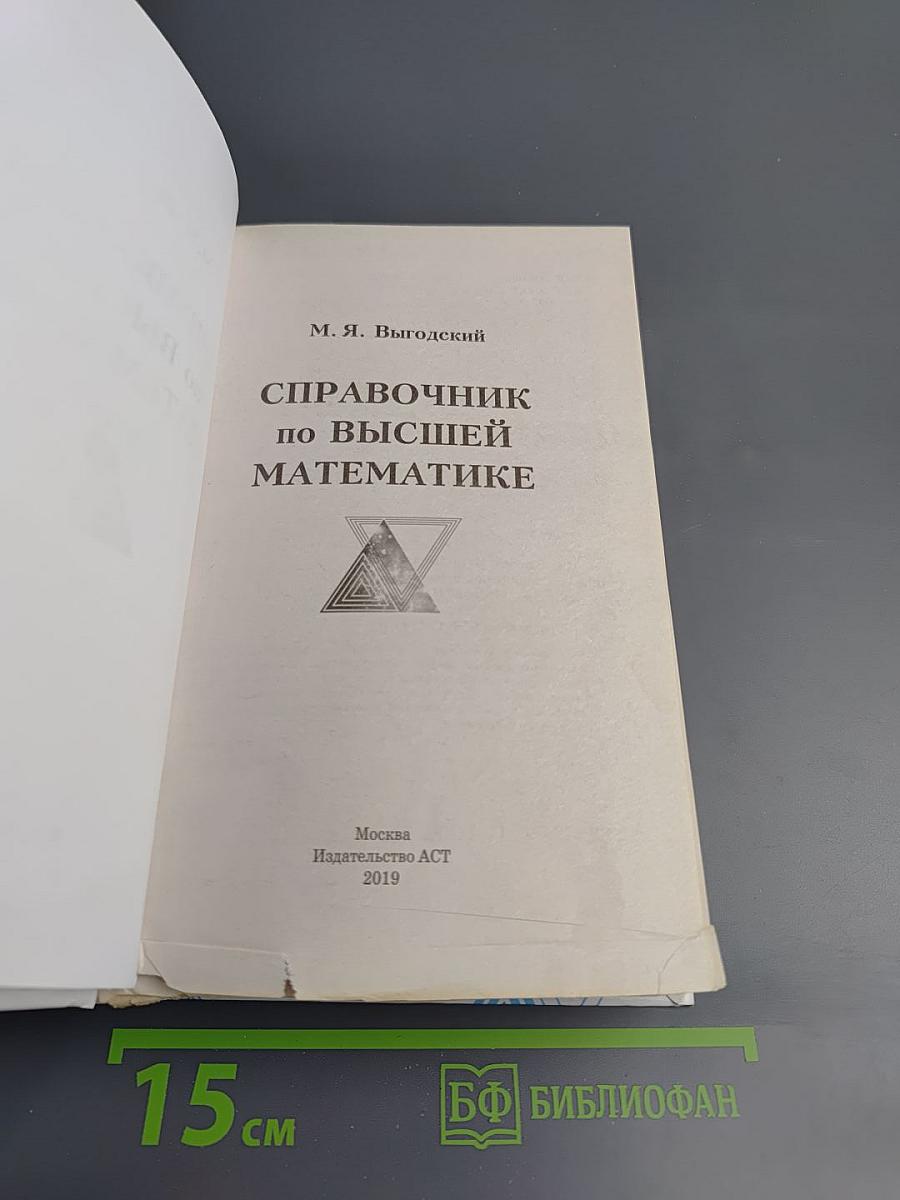 М. Я. Выгодский
СПРАВОЧНИК
по ВЫСШЕЙ
МАТЕМАТИКЕ
Москва
Издательство АСТ
2019
15 см
БФ БИБЛИОФАН